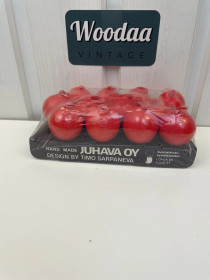 Woodaa
VINTAGE
HAND MADE JUHAVA OY
DESIGN BY TIMO SARPANEVA